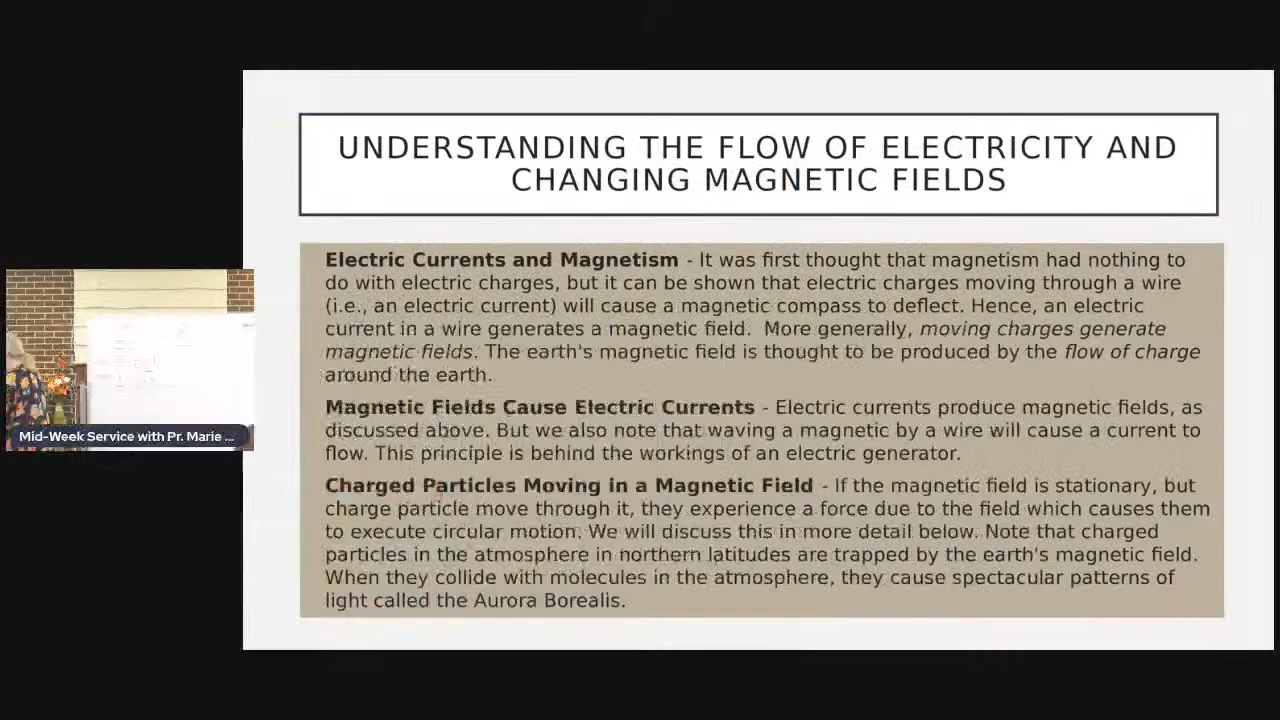 UNDERSTANDING THE FLOW OF ELECTRICITY AND
CHANGING MAGNETIC FIELDS
Electric Currents and Magnetism - It was first thought that magnetism had nothing to
do with electric charges, but it can be shown that electric charges moving through a wire
(i.e., an electric current) will cause a magnetic compass to deflect. Hence, an electric
current in a wire generates a magnetic field.  More generally, moving charges generate
magnetic fields. The earth's magnetic field is thought to be produced by the flow of charge
around the earth.
Magnetic Fields Cause Electric Currents - Electric currents produce magnetic fields, as
discussed above. But we also note that waving a magnetic by a wire will cause a current to
flow. This principle is behind the workings of an electric generator.
Charged Particles Moving in a Magnetic Field - If the magnetic field is stationary, but
charge particle move through it, they experience a force due to the field which causes them
to execute circular motion. We will discuss this in more detail below. Note that charged
particles in the atmosphere in northern latitudes are trapped by the earth's magnetic field.
When they collide with molecules in the atmosphere, they cause spectacular patterns of
light called the Aurora Borealis.
Mid-Week Service with Pr. Marie ...